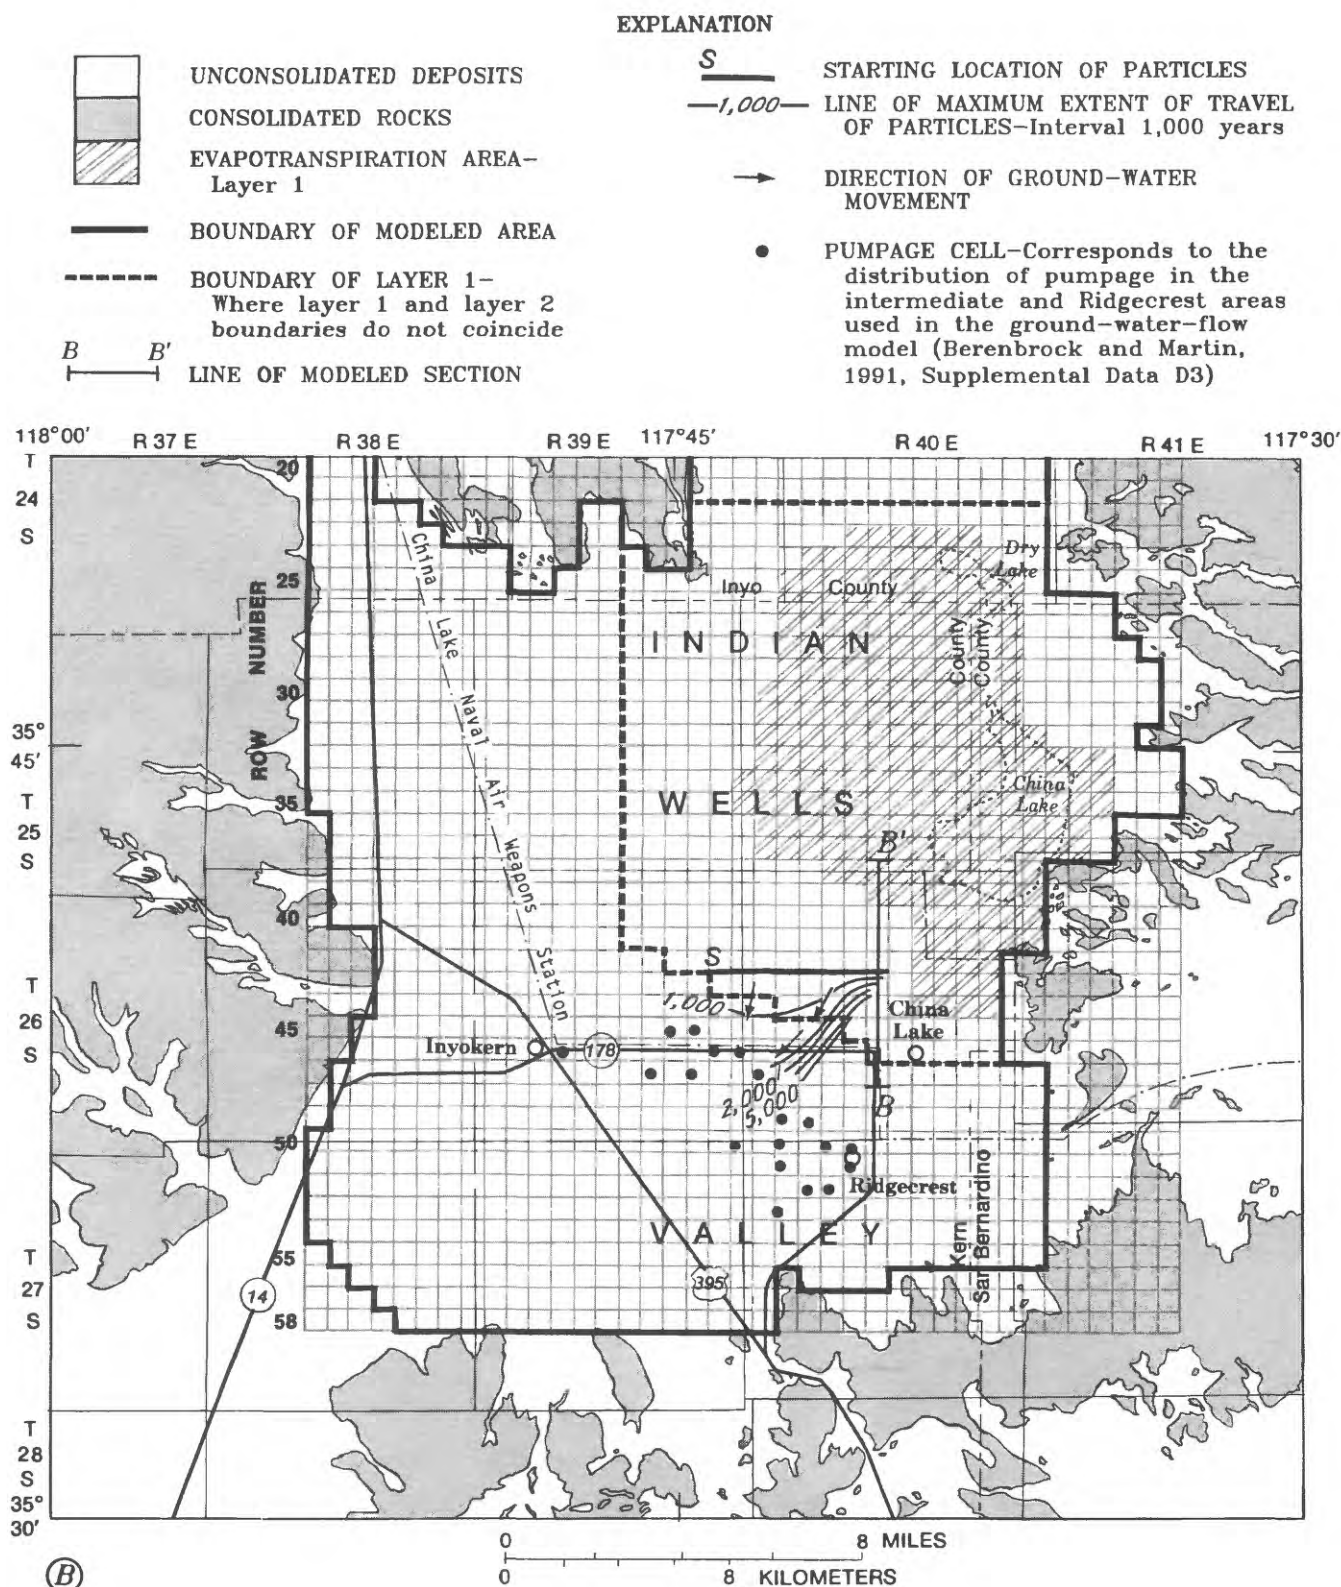 EXPLANATION
UNCONSOLIDATED DEPOSITS
CONSOLIDATED ROCKS
EVAPOTRANSPIRATION AREA–
Layer 1
BOUNDARY OF MODELED AREA
BOUNDARY OF LAYER 1–
Where layer 1 and layer 2
boundaries do not coincide
B B'
LINE OF MODELED SECTION
S
STARTING LOCATION OF PARTICLES
1,000
LINE OF MAXIMUM EXTENT OF TRAVEL
OF PARTICLES–Interval 1,000 years
DIRECTION OF GROUND–WATER
MOVEMENT
PUMPAGE CELL–Corresponds to the
distribution of pumpage in the
intermediate and Ridgecrest areas
used in the ground–water–flow
model (Berenbrock and Martin,
1991, Supplemental Data D3)
118°00' R 37 E R 38 E R 39 E 117°45' R 40 E R 41 E 117°30'
T
24
S
35°
45'
T
25
S
T
26
S
T
27
S
T
28
S
35°
30'
ROW NUMBER
20
25
30
35
40
45
50
55
58
China Lake Naval Air Weapons Station
Inyo County
Dry
Lake
County
County
INDIAN
WELLS
VALLEY
China
Lake
B'
S
1,000
China
Lake
Inyokern
178
2,000
5,000
B
Ridgecrest
Kern
San Bernardino
395
14
0 8 MILES
0 8 KILOMETERS
B